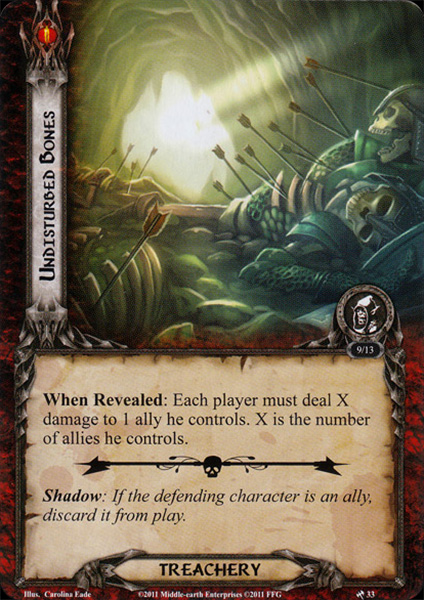 UNDISTURBED BONES
9/13
When Revealed: Each player must deal X
damage to 1 ally he controls. X is the number
of allies he controls.
Shadow: If the defending character is an ally,
discard it from play.
TREACHERY
Illus. Carolina Eade
©2011 Middle-earth Enterprises ©2011 FFG
33